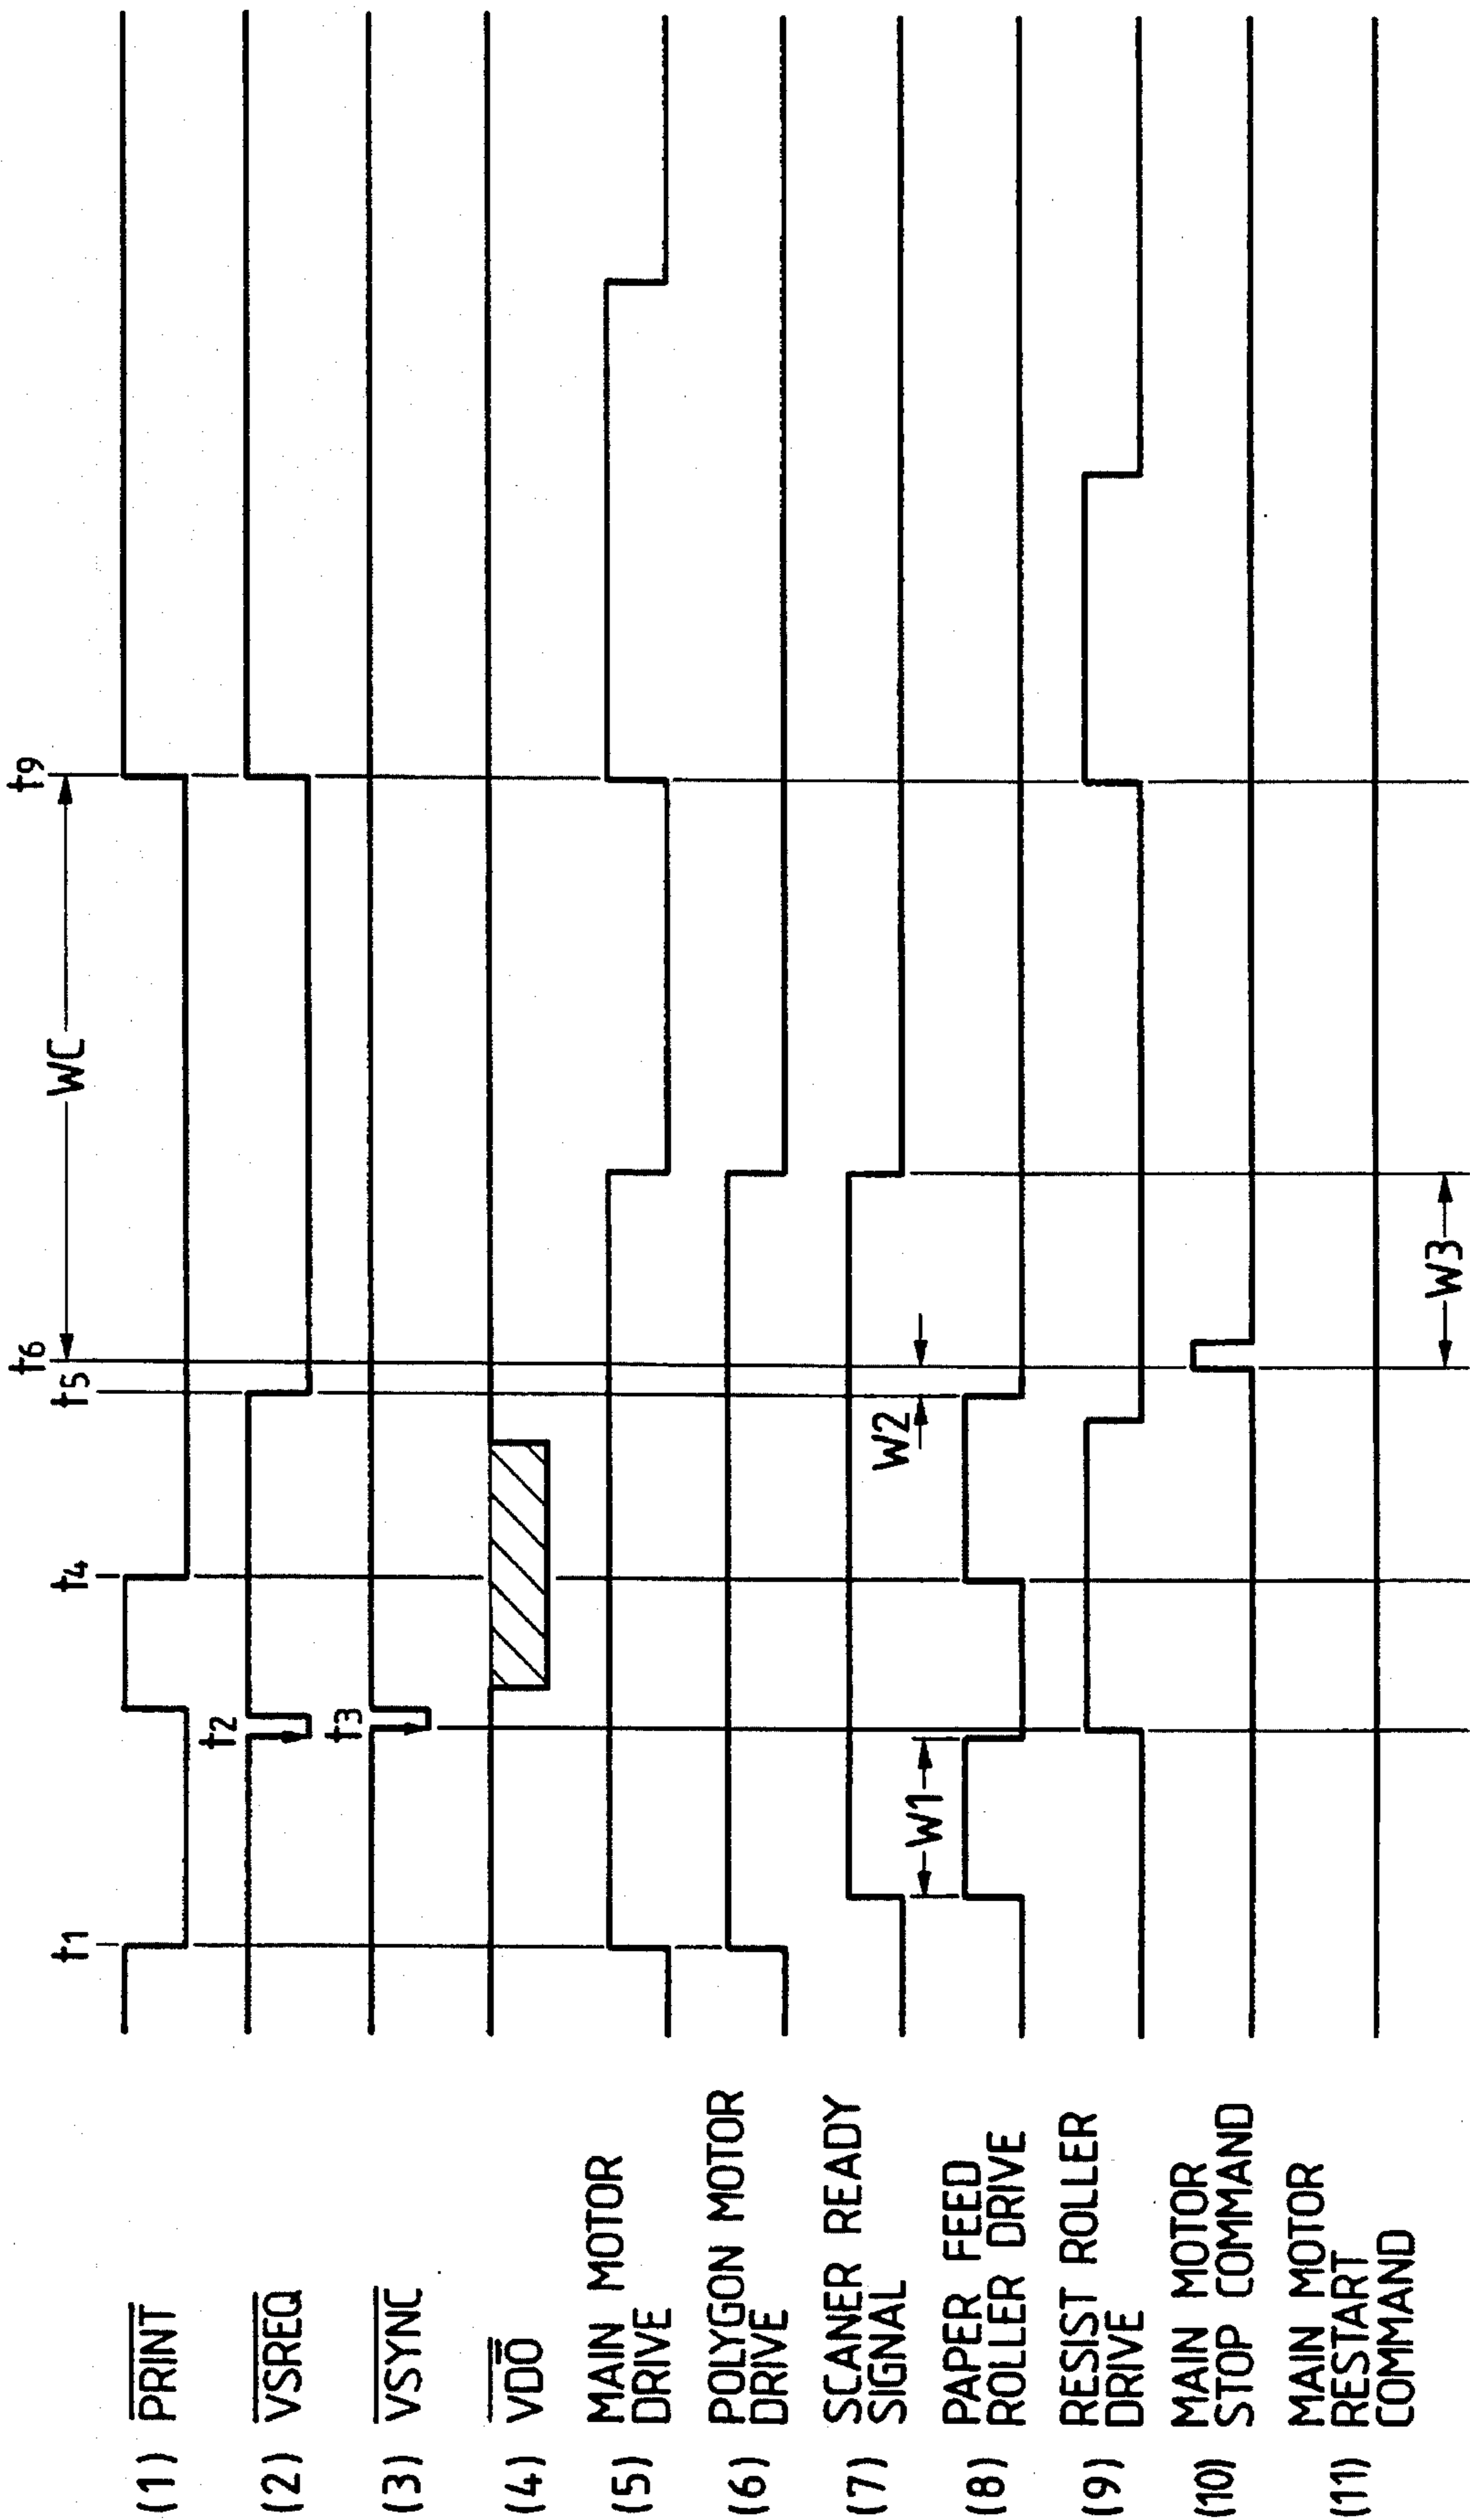 t1
t2
t3
t4
t5
t6
WC
t9
(1) PRINT
(2) VSREQ
(3) VSYNC
(4) VDO
(5) MAIN MOTOR
DRIVE
(6) POLYGON MOTOR
DRIVE
(7) SCANER READY
SIGNAL
W1
W2
(8) PAPER FEED
ROLLER DRIVE
(9) RESIST ROLLER
DRIVE
(10) MAIN MOTOR
STOP COMMAND
(11) MAIN MOTOR
RESTART
COMMAND
W3